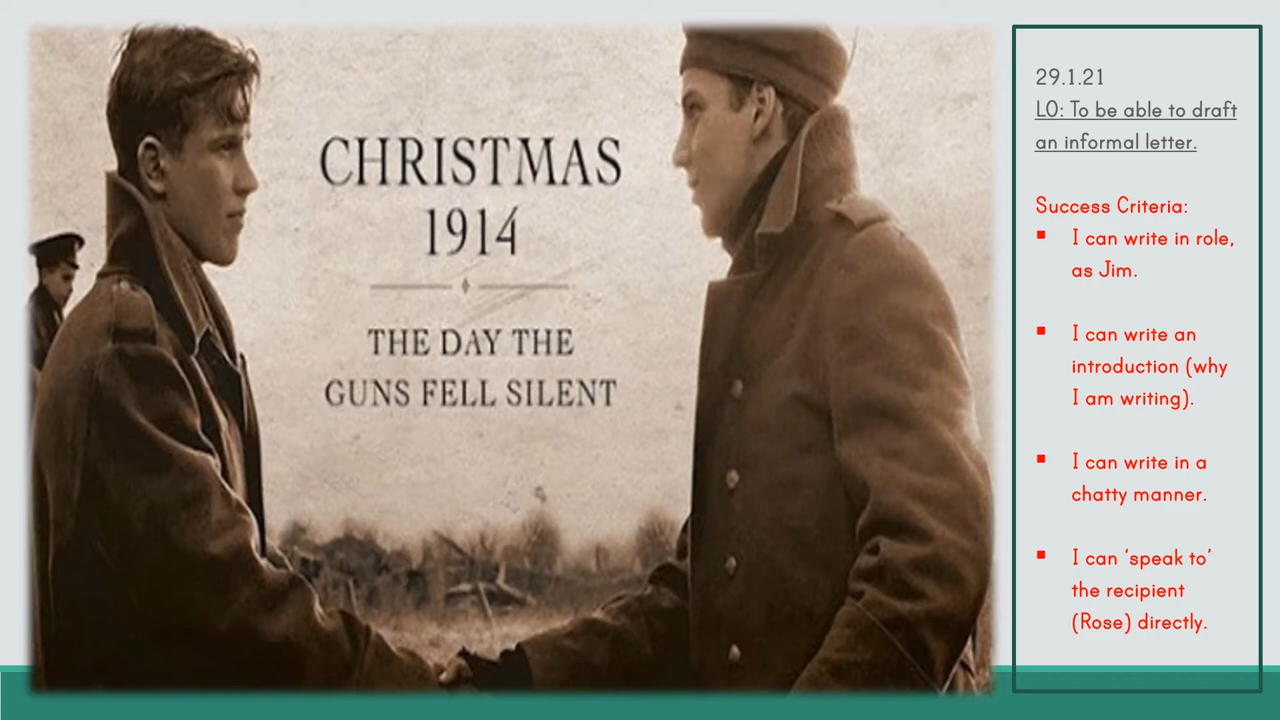 CHRISTMAS
1914
THE DAY THE
GUNS FELL SILENT
29.1.21
LO: To be able to draft
an informal letter.
Success Criteria:
▪ I can write in role,
as Jim.
▪ I can write an
introduction (why
I am writing).
▪ I can write in a
chatty manner.
▪ I can ‘speak to’
the recipient
(Rose) directly.